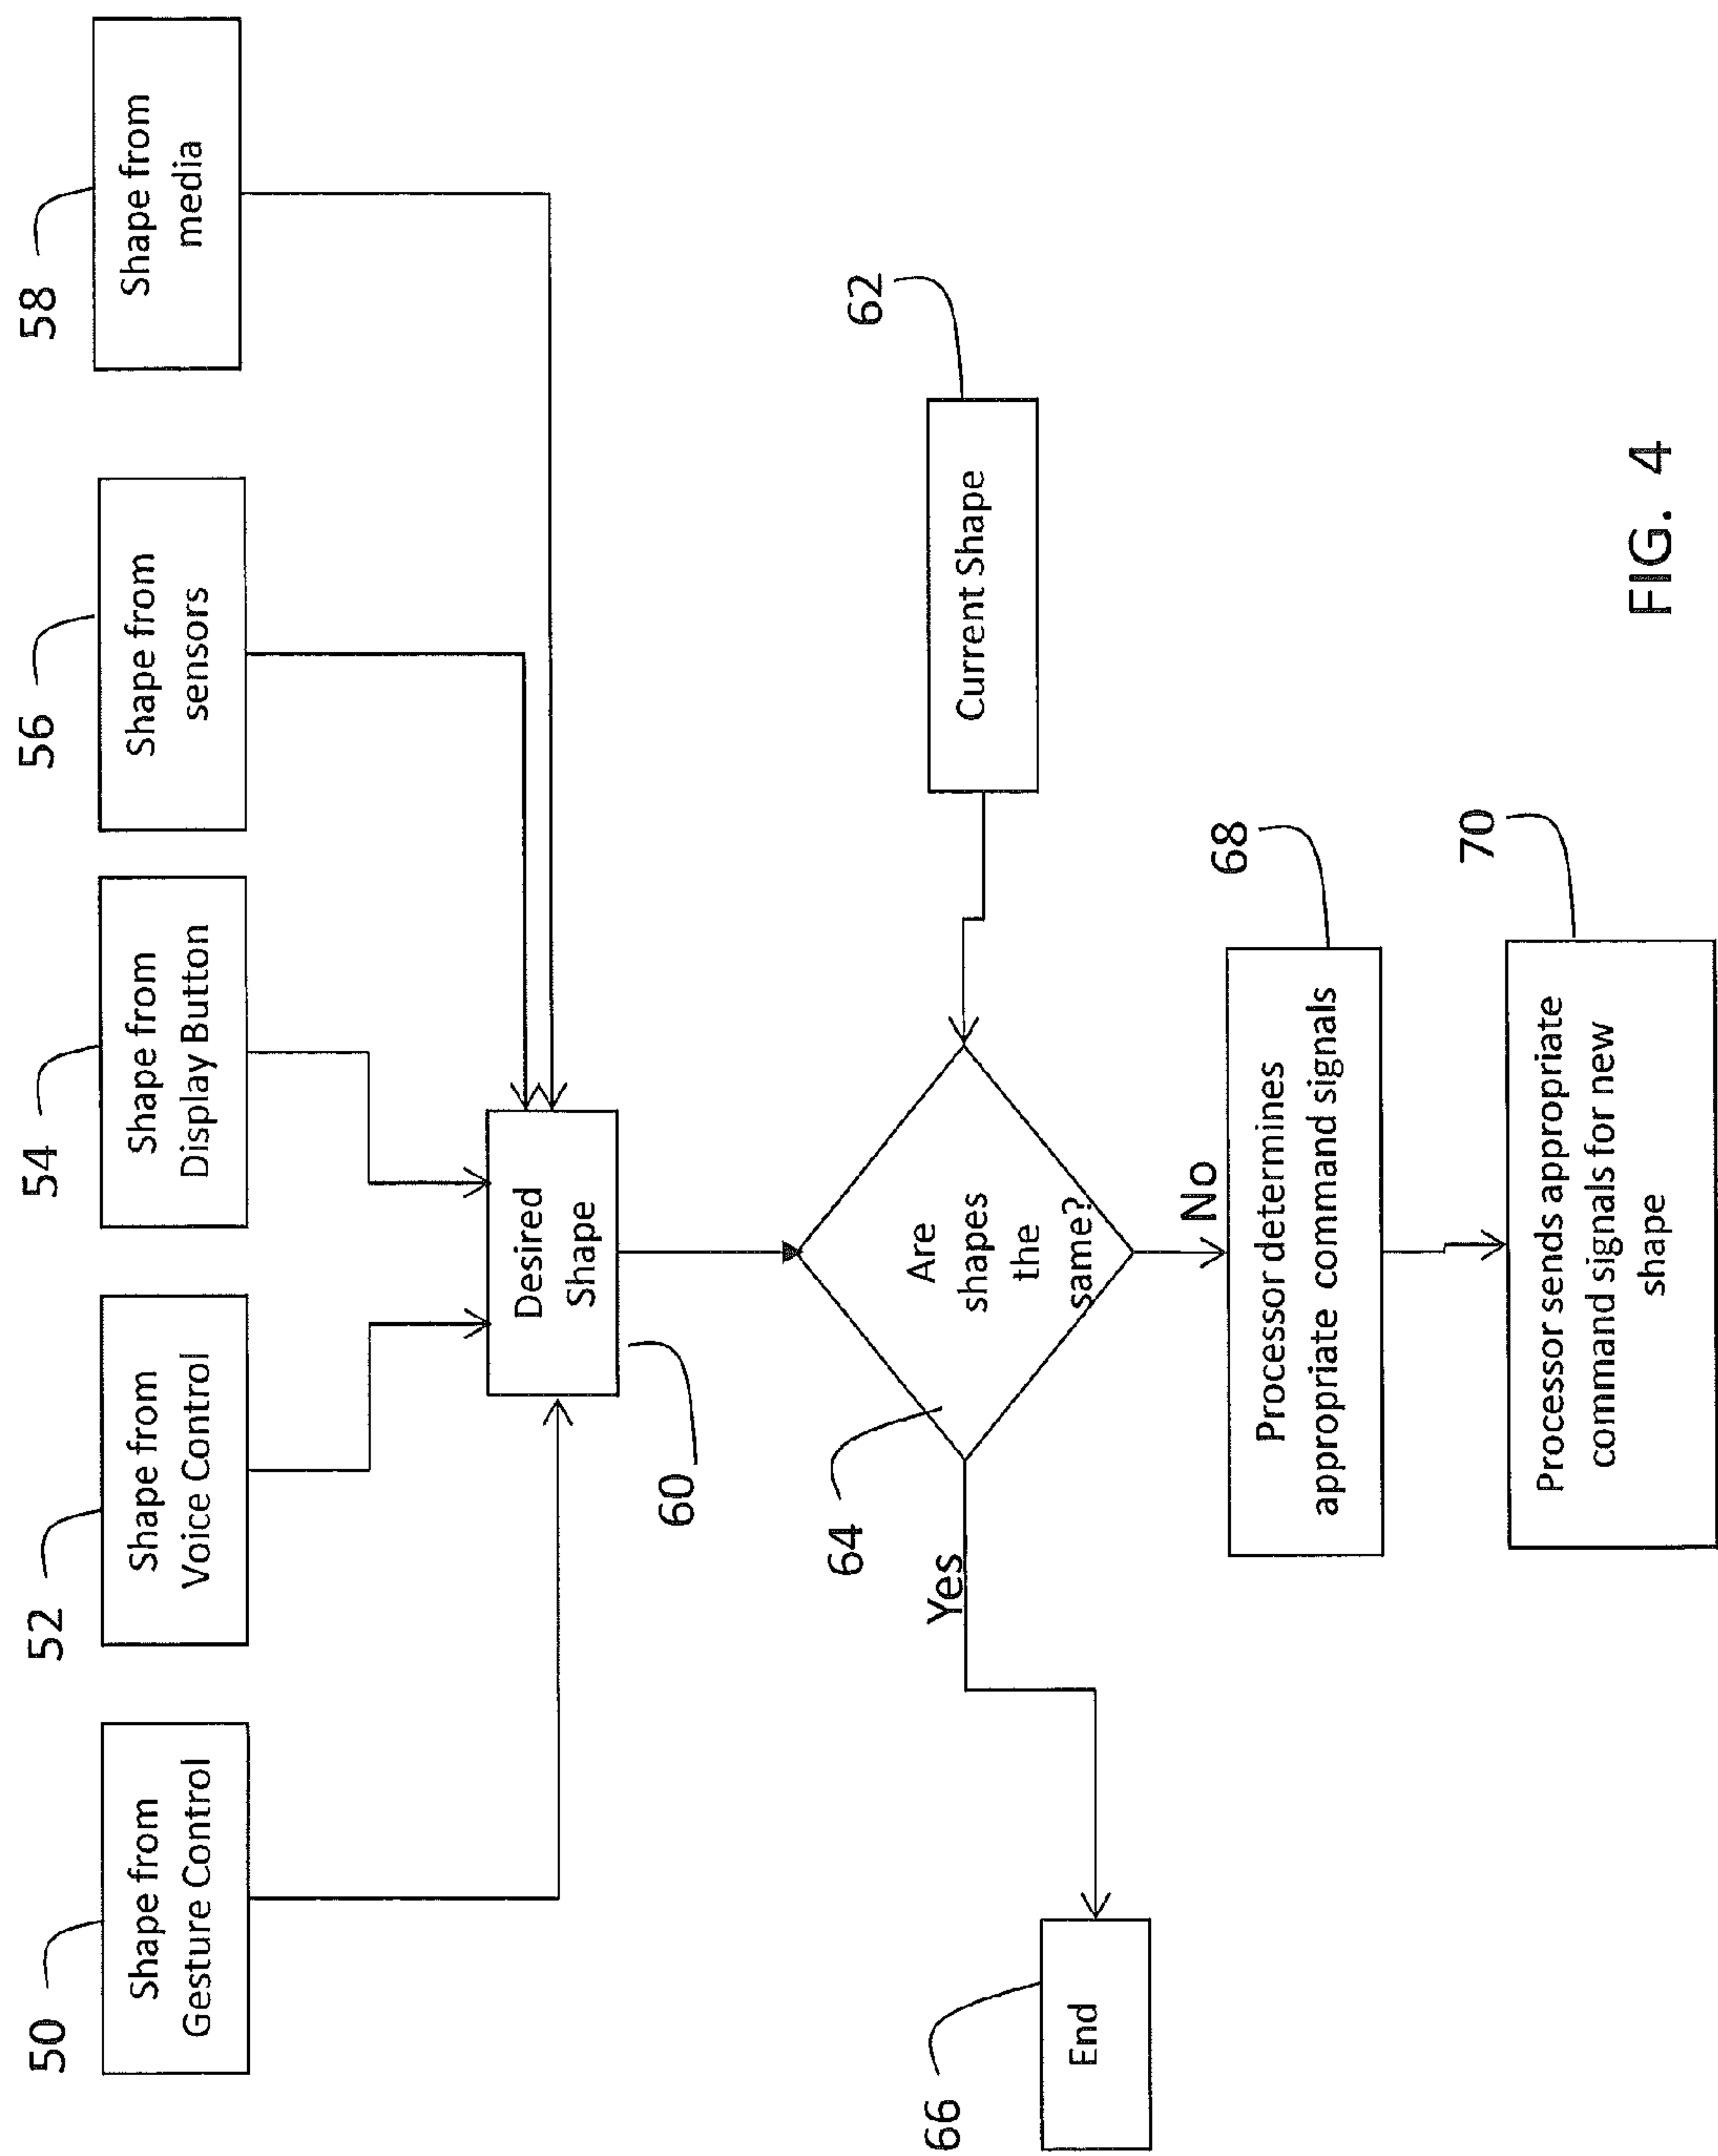 50
Shape from
Gesture Control
52
Shape from
Voice Control
54
Shape from
Display Button
56
Shape from
sensors
58
Shape from
media
Desired
Shape
60
62
Current Shape
Are
shapes
the
same?
64
Yes
66
End
No
68
Processor determines
appropriate command signals
70
Processor sends appropriate
command signals for new
shape
FIG. 4